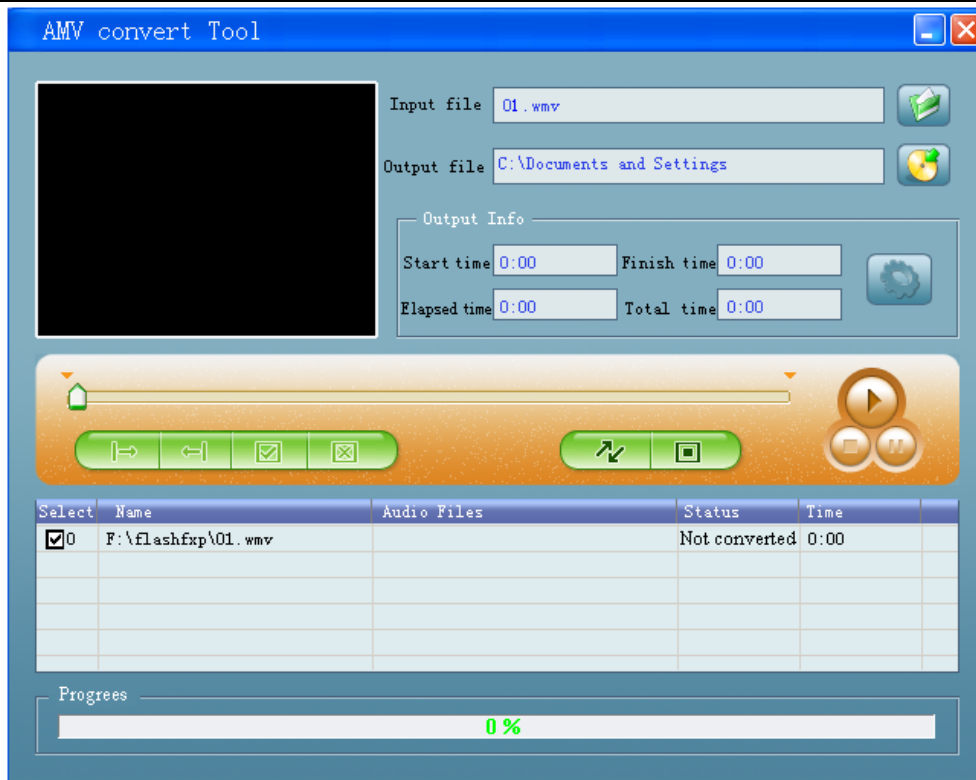 AMV convert Tool
Input file 01.wmv
Output file C:\Documents and Settings
Output Info
Start time 0:00 Finish time 0:00
Elapsed time 0:00 Total time 0:00
Select Name Audio Files Status Time
0 F:\flashfxp\01.wmv Not converted 0:00
Progrees
0 %